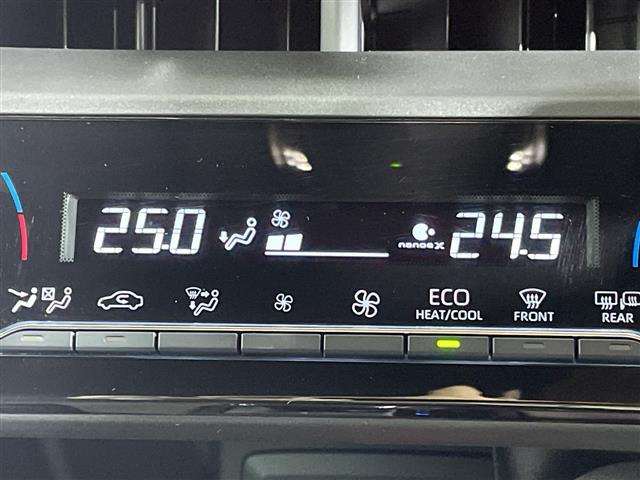 25.0 nanoe X 24.5
ECO
HEAT/COOL
FRONT
REAR